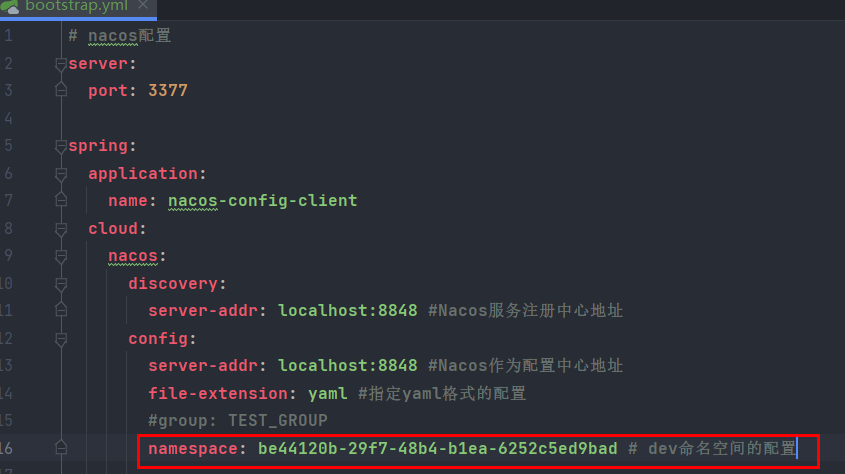 bootstrap.yml
1 # nacos配置
2 server:
3 port: 3377
4
5 spring:
6 application:
7 name: nacos-config-client
8 cloud:
9 nacos:
10 discovery:
11 server-addr: localhost:8848 #Nacos服务注册中心地址
12 config:
13 server-addr: localhost:8848 #Nacos作为配置中心地址
14 file-extension: yaml #指定yaml格式的配置
15 #group: TEST_GROUP
16 namespace: be44120b-29f7-48b4-b1ea-6252c5ed9bad # dev命名空间的配置